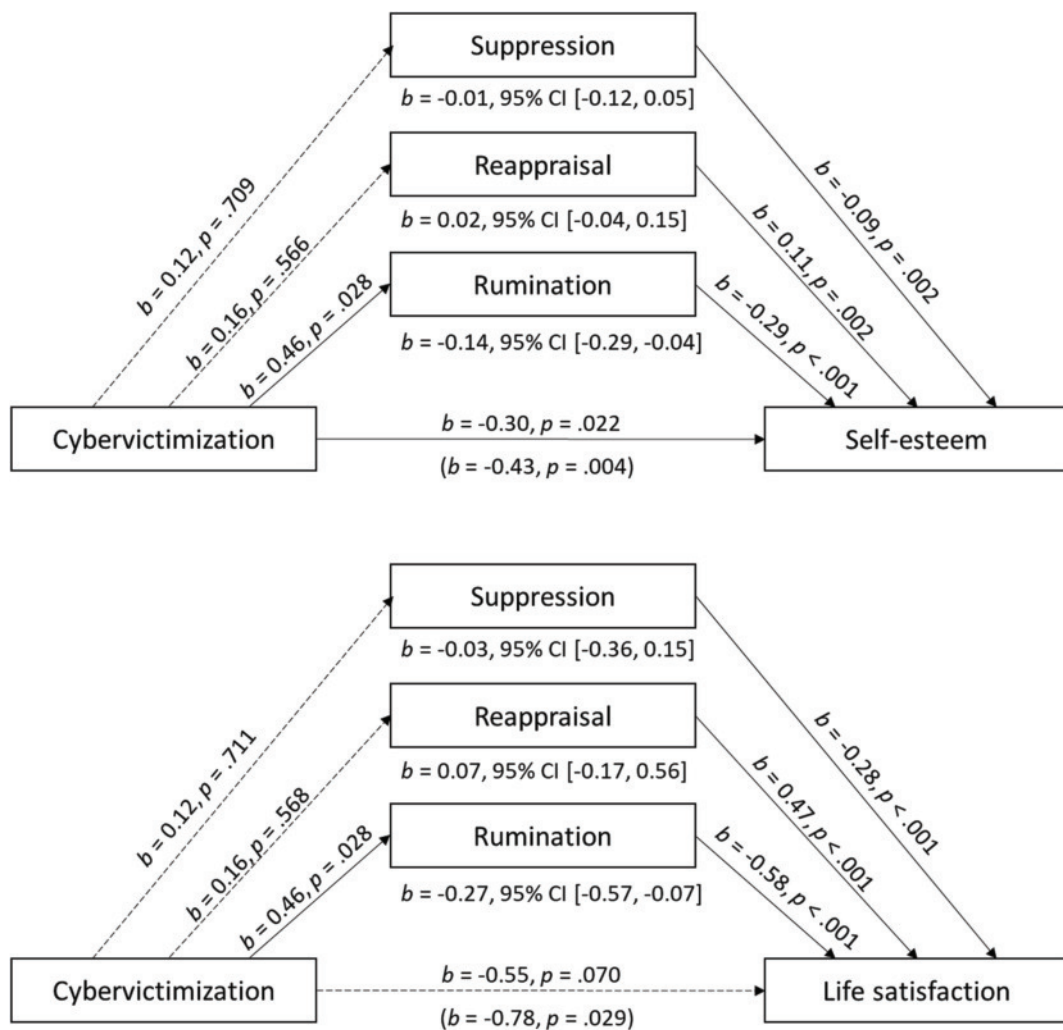 Suppression
b = -0.01, 95% CI [-0.12, 0.05]
Reappraisal
b = 0.02, 95% CI [-0.04, 0.15]
Rumination
b = -0.14, 95% CI [-0.29, -0.04]
b = 0.12, p = .709
b = 0.16, p = .566
b = 0.46, p = .028
b = -0.09, p = .002
b = 0.11, p = .002
b = -0.29, p < .001
Cybervictimization
b = -0.30, p = .022
(b = -0.43, p = .004)
Self-esteem
Suppression
b = -0.03, 95% CI [-0.36, 0.15]
Reappraisal
b = 0.07, 95% CI [-0.17, 0.56]
Rumination
b = -0.27, 95% CI [-0.57, -0.07]
b = 0.12, p = .711
b = 0.16, p = .568
b = 0.46, p = .028
b = -0.28, p < .001
b = 0.47, p < .001
b = -0.58, p < .001
Cybervictimization
b = -0.55, p = .070
(b = -0.78, p = .029)
Life satisfaction